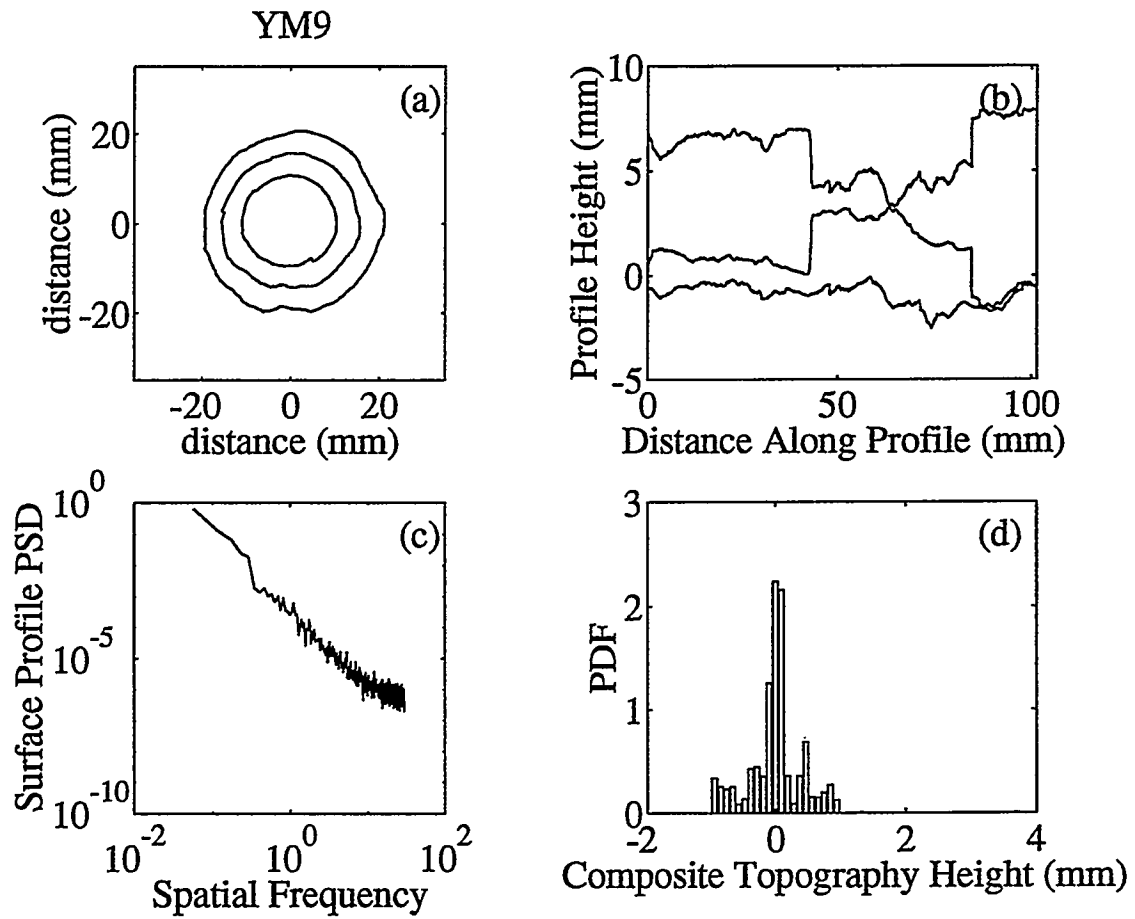 YM9
(a)
distance (mm)
20
0
-20
-20 0 20
distance (mm)
(b)
Profile Height (mm)
10
5
0
-5
0 50 100
Distance Along Profile (mm)
(c)
Surface Profile PSD
10^0
10^-5
10^-10
10^-2 10^0 10^2
Spatial Frequency
(d)
PDF
3
2
1
0
-2 0 2 4
Composite Topography Height (mm)